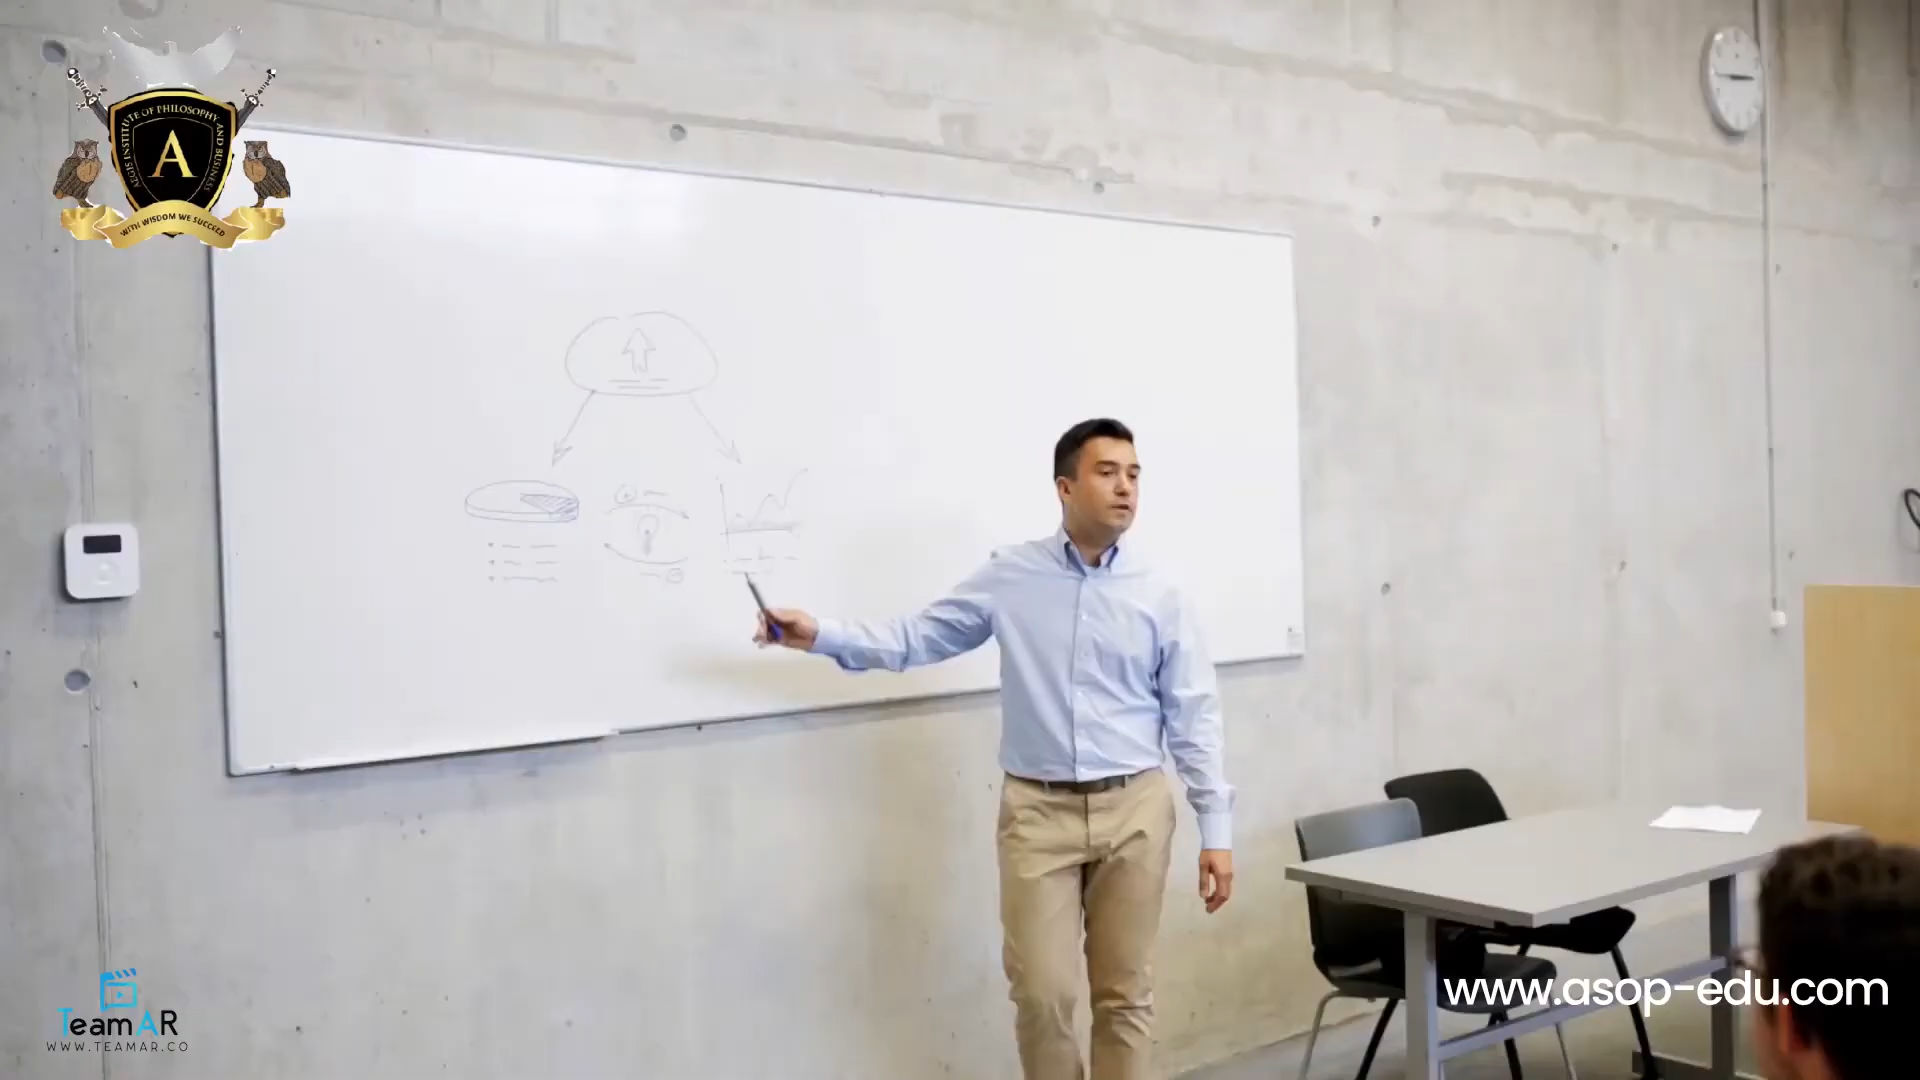 AEGIS INSTITUTE OF PHILOSOPHY AND BUSINESS
A
WITH WISDOM WE SUCCEED
TeamAR
WWW.TEAMAR.CO
www.asop-edu.com